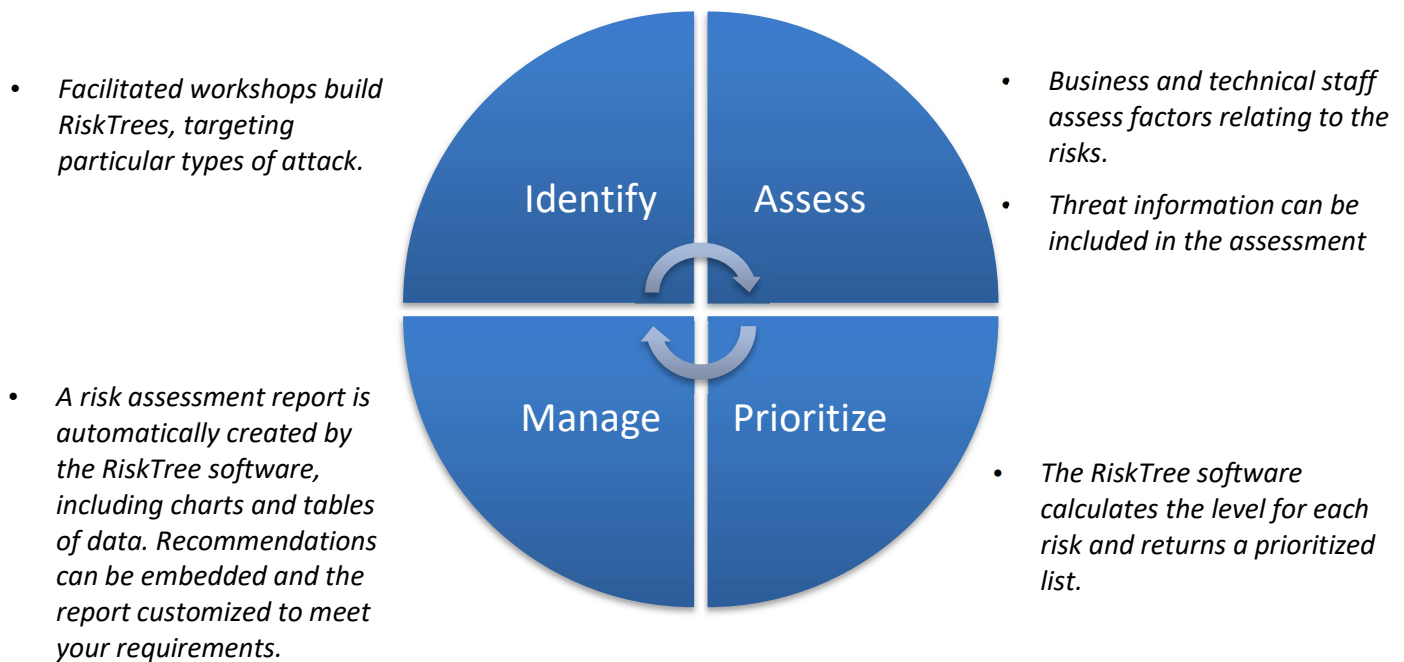 • Facilitated workshops build
RiskTrees, targeting
particular types of attack.
Identify
Assess
• Business and technical staff
assess factors relating to the
risks.
• Threat information can be
included in the assessment
• A risk assessment report is
automatically created by
the RiskTree software,
including charts and tables
of data. Recommendations
can be embedded and the
report customized to meet
your requirements.
Manage
Prioritize
• The RiskTree software
calculates the level for each
risk and returns a prioritized
list.